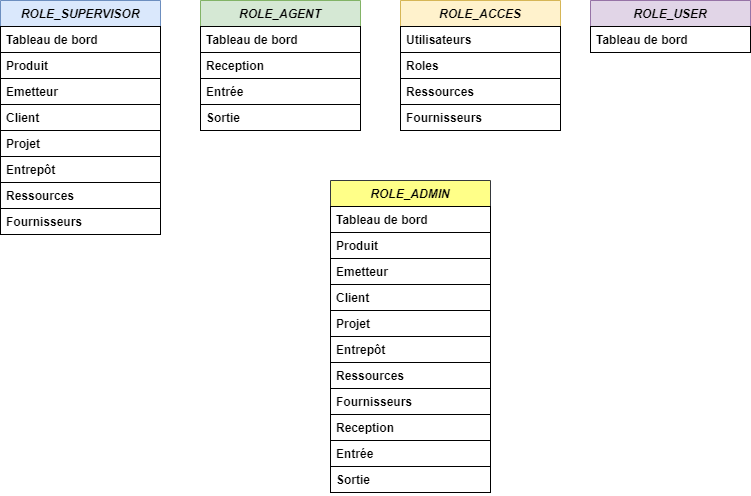 ROLE_SUPERVISOR
Tableau de bord
Produit
Emetteur
Client
Projet
Entrepôt
Ressources
Fournisseurs
ROLE_AGENT
Tableau de bord
Reception
Entrée
Sortie
ROLE_ACCES
Utilisateurs
Roles
Ressources
Fournisseurs
ROLE_USER
Tableau de bord
ROLE_ADMIN
Tableau de bord
Produit
Emetteur
Client
Projet
Entrepôt
Ressources
Fournisseurs
Reception
Entrée
Sortie